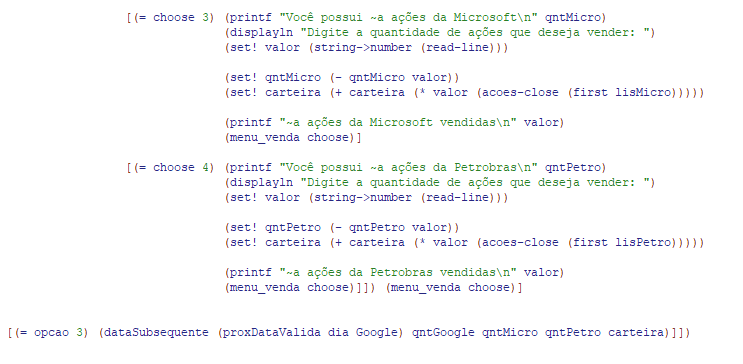 [(= choose 3) (printf "Você possui ~a ações da Microsoft\n" qntMicro)
(displayln "Digite a quantidade de ações que deseja vender: ")
(set! valor (string->number (read-line)))
(set! qntMicro (- qntMicro valor))
(set! carteira (+ carteira (* valor (acoes-close (first lisMicro)))))
(printf "~a ações da Microsoft vendidas\n" valor)
(menu_venda choose)]
[(= choose 4) (printf "Você possui ~a ações da Petrobras\n" qntPetro)
(displayln "Digite a quantidade de ações que deseja vender: ")
(set! valor (string->number (read-line)))
(set! qntPetro (- qntPetro valor))
(set! carteira (+ carteira (* valor (acoes-close (first lisPetro)))))
(printf "~a ações da Petrobras vendidas\n" valor)
(menu_venda choose)]]) (menu_venda choose)]
[(= opcao 3) (dataSubsequente (proxDataValida dia Google) qntGoogle qntMicro qntPetro carteira)]])